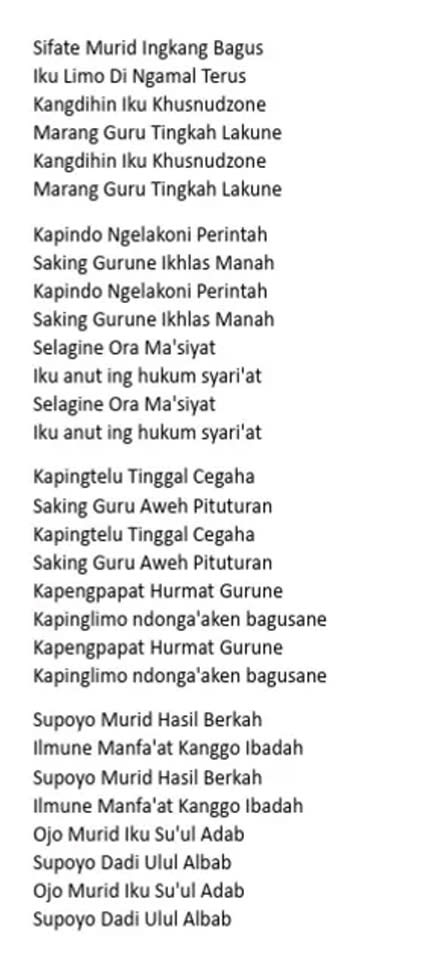 Sifate Murid Ingkang Bagus
Iku Limo Di Ngamal Terus
Kangdihin Iku Khusnudzone
Marang Guru Tingkah Lakune
Kangdihin Iku Khusnudzone
Marang Guru Tingkah Lakune
Kapindo Ngelakoni Perintah
Saking Gurune Ikhlas Manah
Kapindo Ngelakoni Perintah
Saking Gurune Ikhlas Manah
Selagine Ora Ma'siyat
Iku anut ing hukum syari'at
Selagine Ora Ma'siyat
Iku anut ing hukum syari'at
Kapingtelu Tinggal Cegaha
Saking Guru Aweh Pituturan
Kapingtelu Tinggal Cegaha
Saking Guru Aweh Pituturan
Kapengpapat Hurmat Gurune
Kapinglimo ndonga'aken bagusane
Kapengpapat Hurmat Gurune
Kapinglimo ndonga'aken bagusane
Supoyo Murid Hasil Berkah
Ilmune Manfa'at Kanggo Ibadah
Supoyo Murid Hasil Berkah
Ilmune Manfa'at Kanggo Ibadah
Ojo Murid Iku Su'ul Adab
Supoyo Dadi Ulul Albab
Ojo Murid Iku Su'ul Adab
Supoyo Dadi Ulul Albab